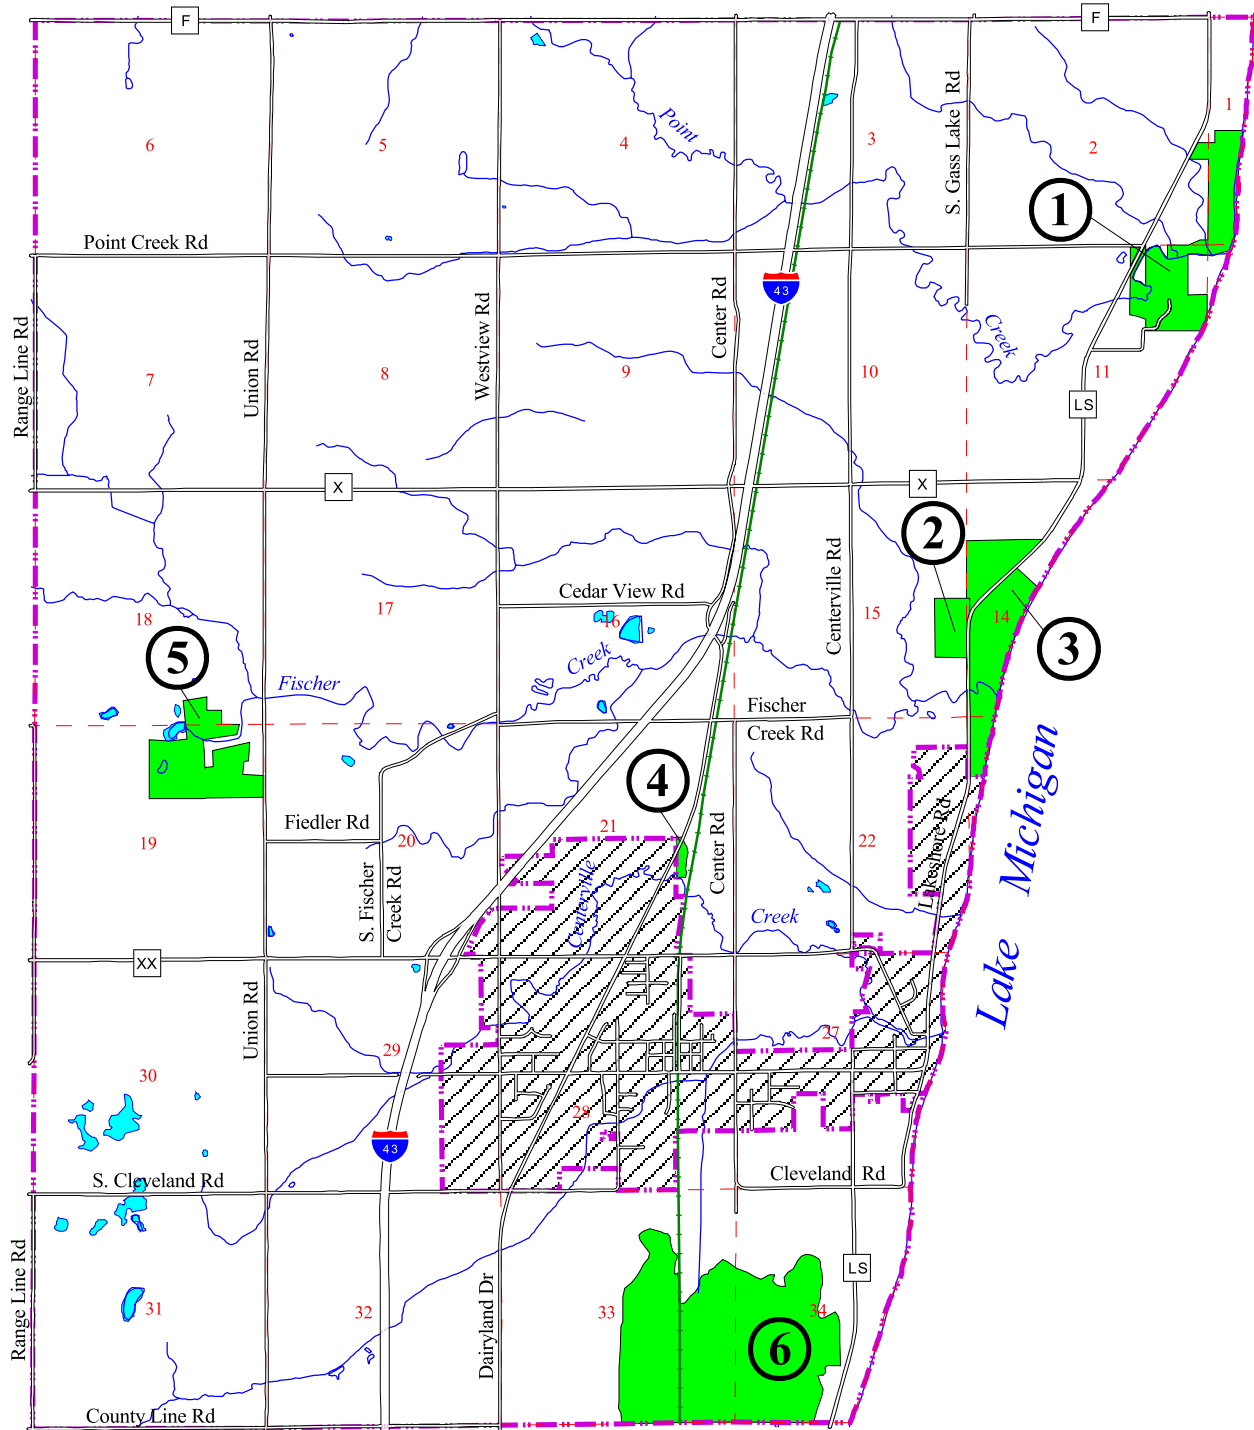 F
F
1
6
5
4
3
2
Point
S. Gass Lake Rd
1
Point Creek Rd
43
Center Rd
Westview Rd
Union Rd
Range Line Rd
Creek
7
8
9
10
11
LS
X
X
2
Centerville Rd
Cedar View Rd
18
17
16
15
14
5
3
Creek
Fischer
Fischer
Creek Rd
4
Lake Michigan
Fiedler Rd
19
20
21
22
Center Rd
Lakeshore Rd
S. Fischer
Creek Rd
Centerville
Creek
XX
Union Rd
29
27
30
28
43
S. Cleveland Rd
Cleveland Rd
LS
Range Line Rd
Dairyland Dr
31
32
33
34
6
County Line Rd